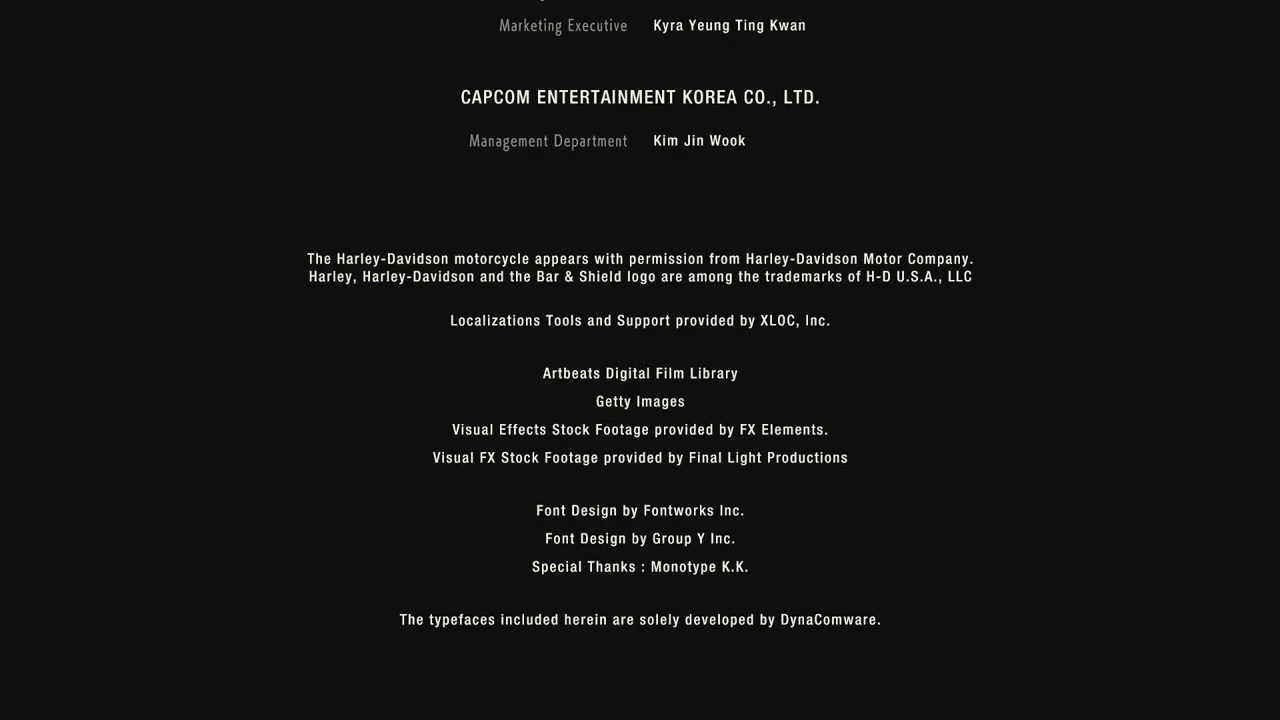 Marketing Executive Kyra Yeung Ting Kwan
CAPCOM ENTERTAINMENT KOREA CO., LTD.
Management Department Kim Jin Wook
The Harley-Davidson motorcycle appears with permission from Harley-Davidson Motor Company.
Harley, Harley-Davidson and the Bar & Shield logo are among the trademarks of H-D U.S.A., LLC
Localizations Tools and Support provided by XLOC, Inc.
Artbeats Digital Film Library
Getty Images
Visual Effects Stock Footage provided by FX Elements.
Visual FX Stock Footage provided by Final Light Productions
Font Design by Fontworks Inc.
Font Design by Group Y Inc.
Special Thanks : Monotype K.K.
The typefaces included herein are solely developed by DynaComware.